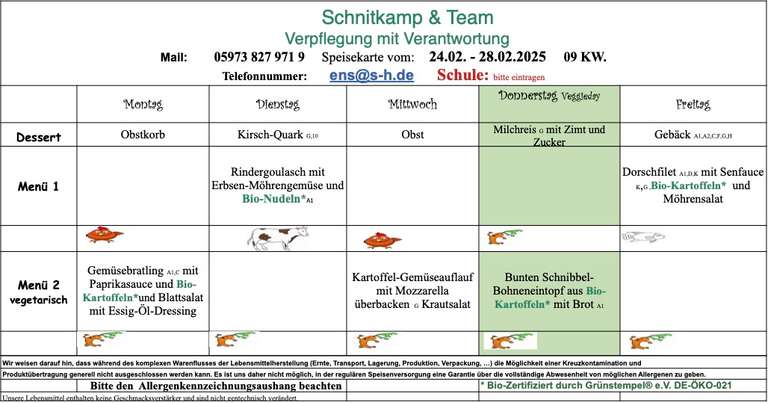 Schnitkamp & Team
Verpflegung mit Verantwortung
Mail: 05973 827 971 9 Speisekarte vom: 24.02. - 28.02.2025 09 KW.
Telefonnummer: ens@s-h.de Schule: bitte eintragen
Montag Dienstag Mittwoch Donnerstag Veggieday Freitag
Dessert Obstkorb Kirsch-Quark G,10 Obst Milchreis G mit Zimt und Zucker Gebäck A1,A2,C,F,G,H
Menü 1
Rindergoulasch mit
Erbsen-Möhrengemüse und
Bio-Nudeln*A1
Dorschfilet A1,D,K mit Senfauce
K,G ,Bio-Kartoffeln* und
Möhrensalat
Menü 2
vegetarisch
Gemüsebratling A1,C mit
Paprikasauce und Bio-
Kartoffeln*und Blattsalat
mit Essig-Öl-Dressing
Kartoffel-Gemüseauflauf
mit Mozzarella
überbacken G Krautsalat
Bunten Schnibbel-
Bohneneintopf aus Bio-
Kartoffeln* mit Brot A1
Wir weisen darauf hin, dass während des komplexen Warenflusses der Lebensmittelherstellung (Ernte, Transport, Lagerung, Produktion, Verpackung, ...) die Möglichkeit einer Kreuzkontamination und
Produktübertragung generell nicht ausgeschlossen werden kann. Es ist uns daher nicht möglich, in der regulären Speisenversorgung eine Garantie über die vollständige Abwesenheit von möglichen Allergenen zu geben.
Bitte den Allergenkennzeichnungsaushang beachten
* Bio-Zertifiziert durch Grünstempel® e.V. DE-ÖKO-021
Unsere Lebensmittel enthalten keine Geschmacksverstärker und sind nicht gentechnisch verändert.